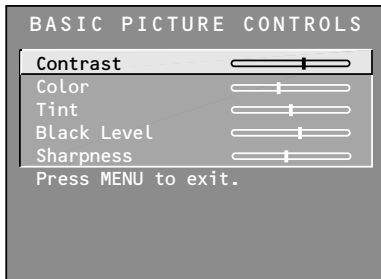 BASIC PICTURE CONTROLS
Contrast
Color
Tint
Black Level
Sharpness
Press MENU to exit.